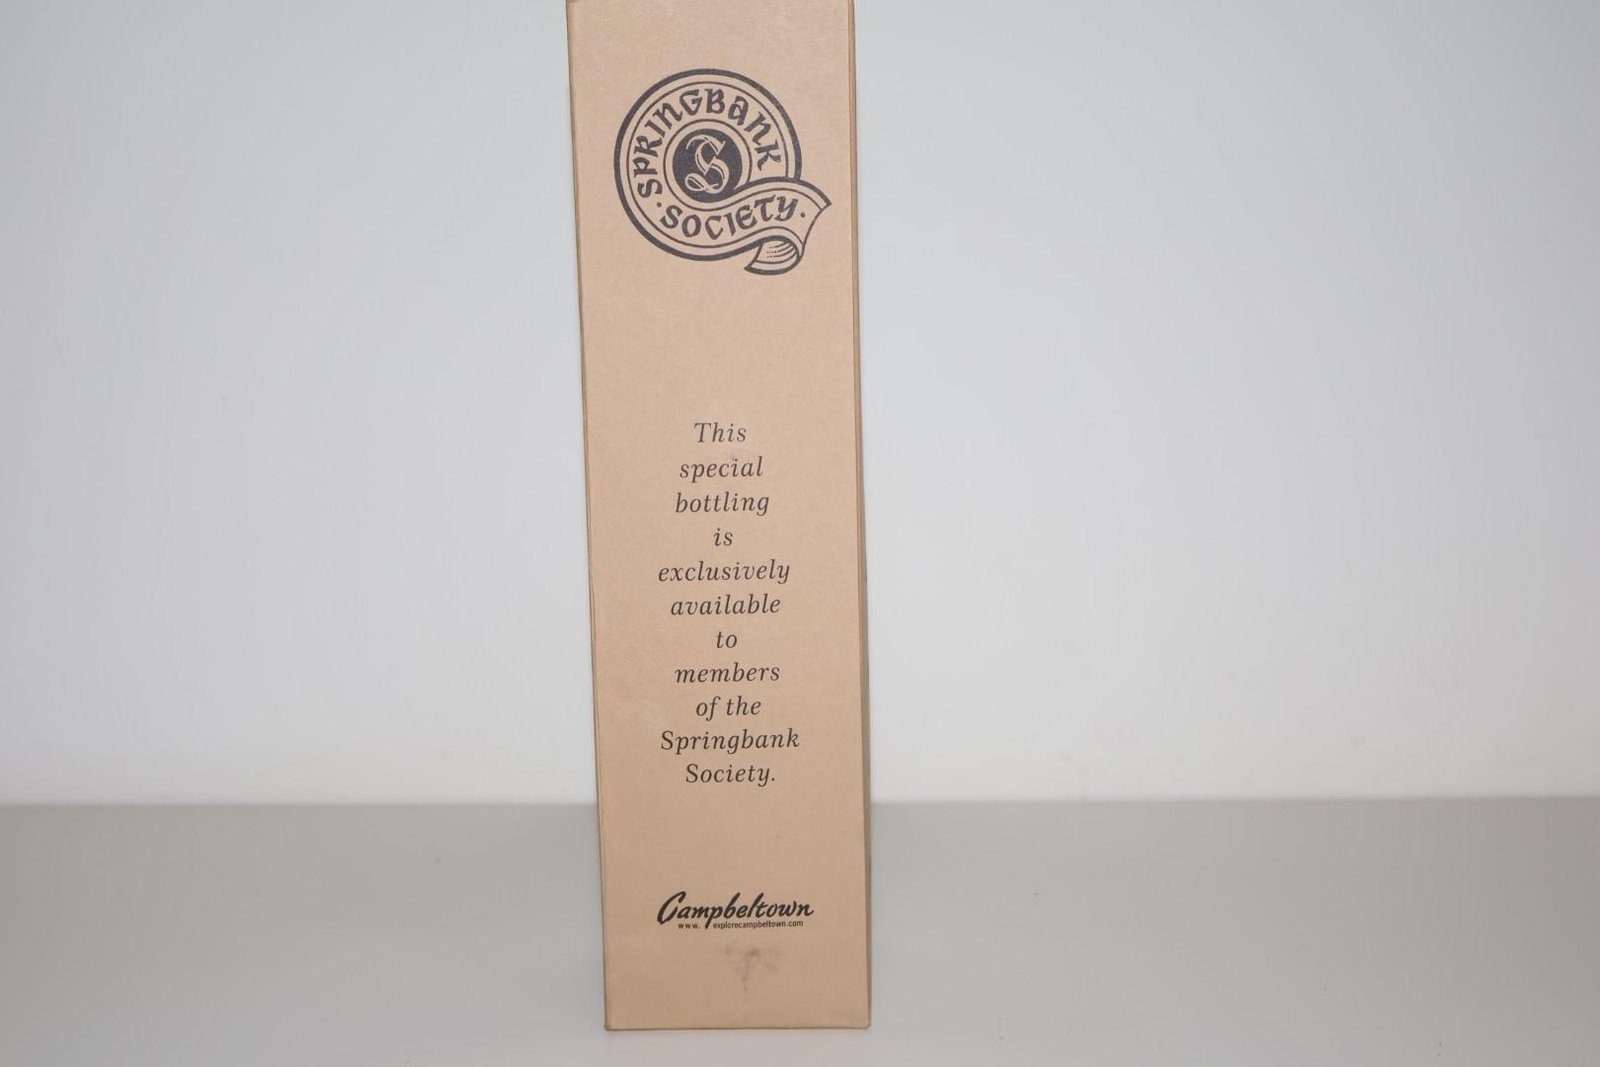 SPRINGBANK
S
·SOCIETY.
This
special
bottling
is
exclusively
available
to
members
of the
Springbank
Society.
Campbeltown
www. explorecampbeltown.com